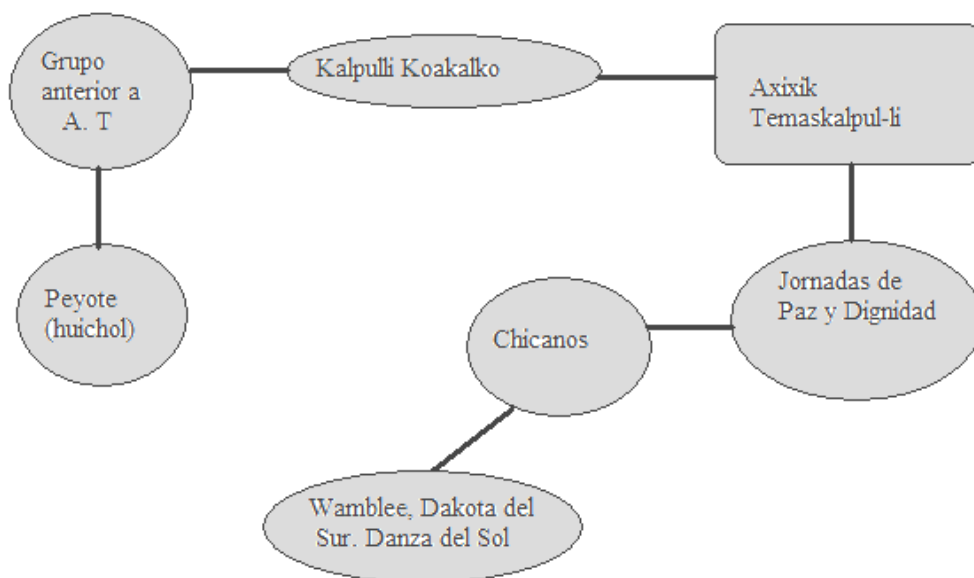 Grupo
anterior a
A. T
Kalpulli Koakalko
Axixik
Temaskalpul-li
Peyote
(huichol)
Chicanos
Jornadas de
Paz y Dignidad
Wamblee, Dakota del
Sur. Danza del Sol